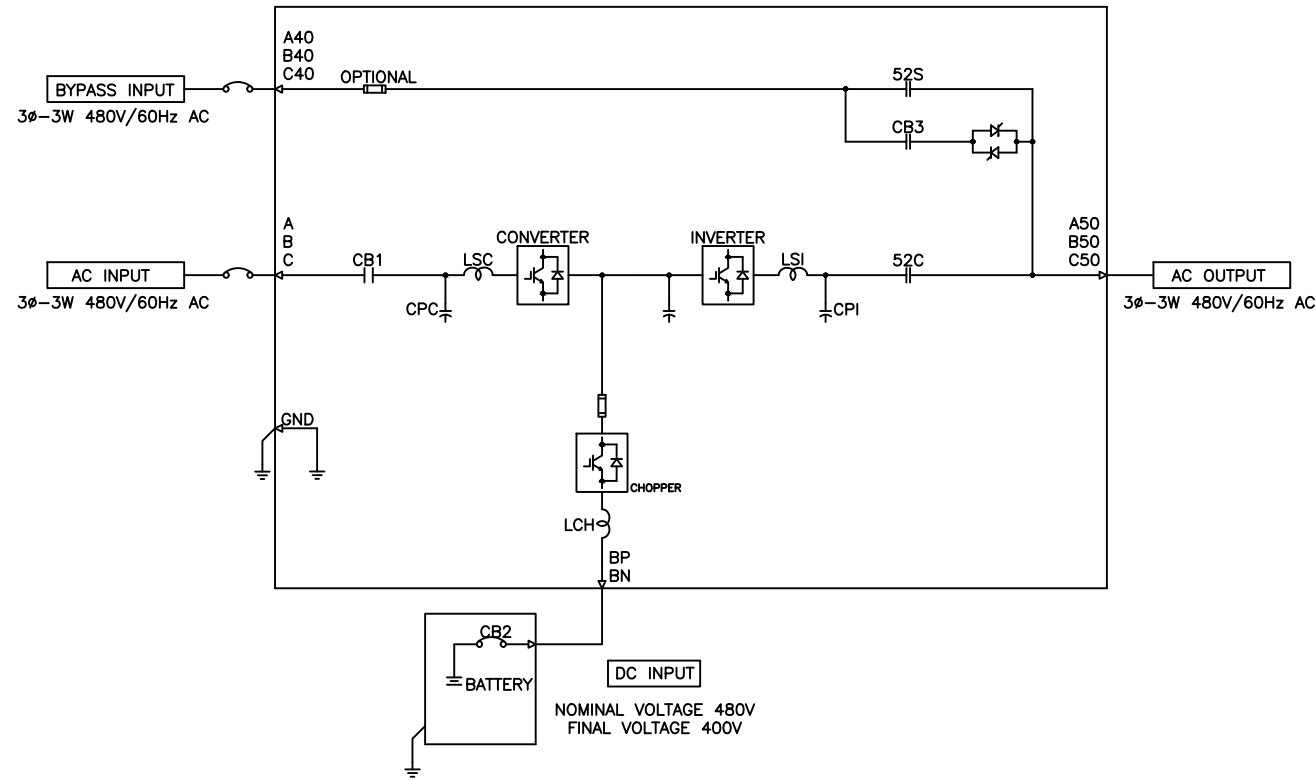 A40
B40
C40
OPTIONAL
52S
BYPASS INPUT
3ø-3W 480V/60Hz AC
CB3
A
B
C
CB1
LSC
CONVERTER
INVERTER
LSI
52C
A50
B50
C50
AC INPUT
3ø-3W 480V/60Hz AC
AC OUTPUT
3ø-3W 480V/60Hz AC
CPC
CPI
GND
CHOPPER
LCH
BP
BN
CB2
BATTERY
DC INPUT
NOMINAL VOLTAGE 480V
FINAL VOLTAGE 400V